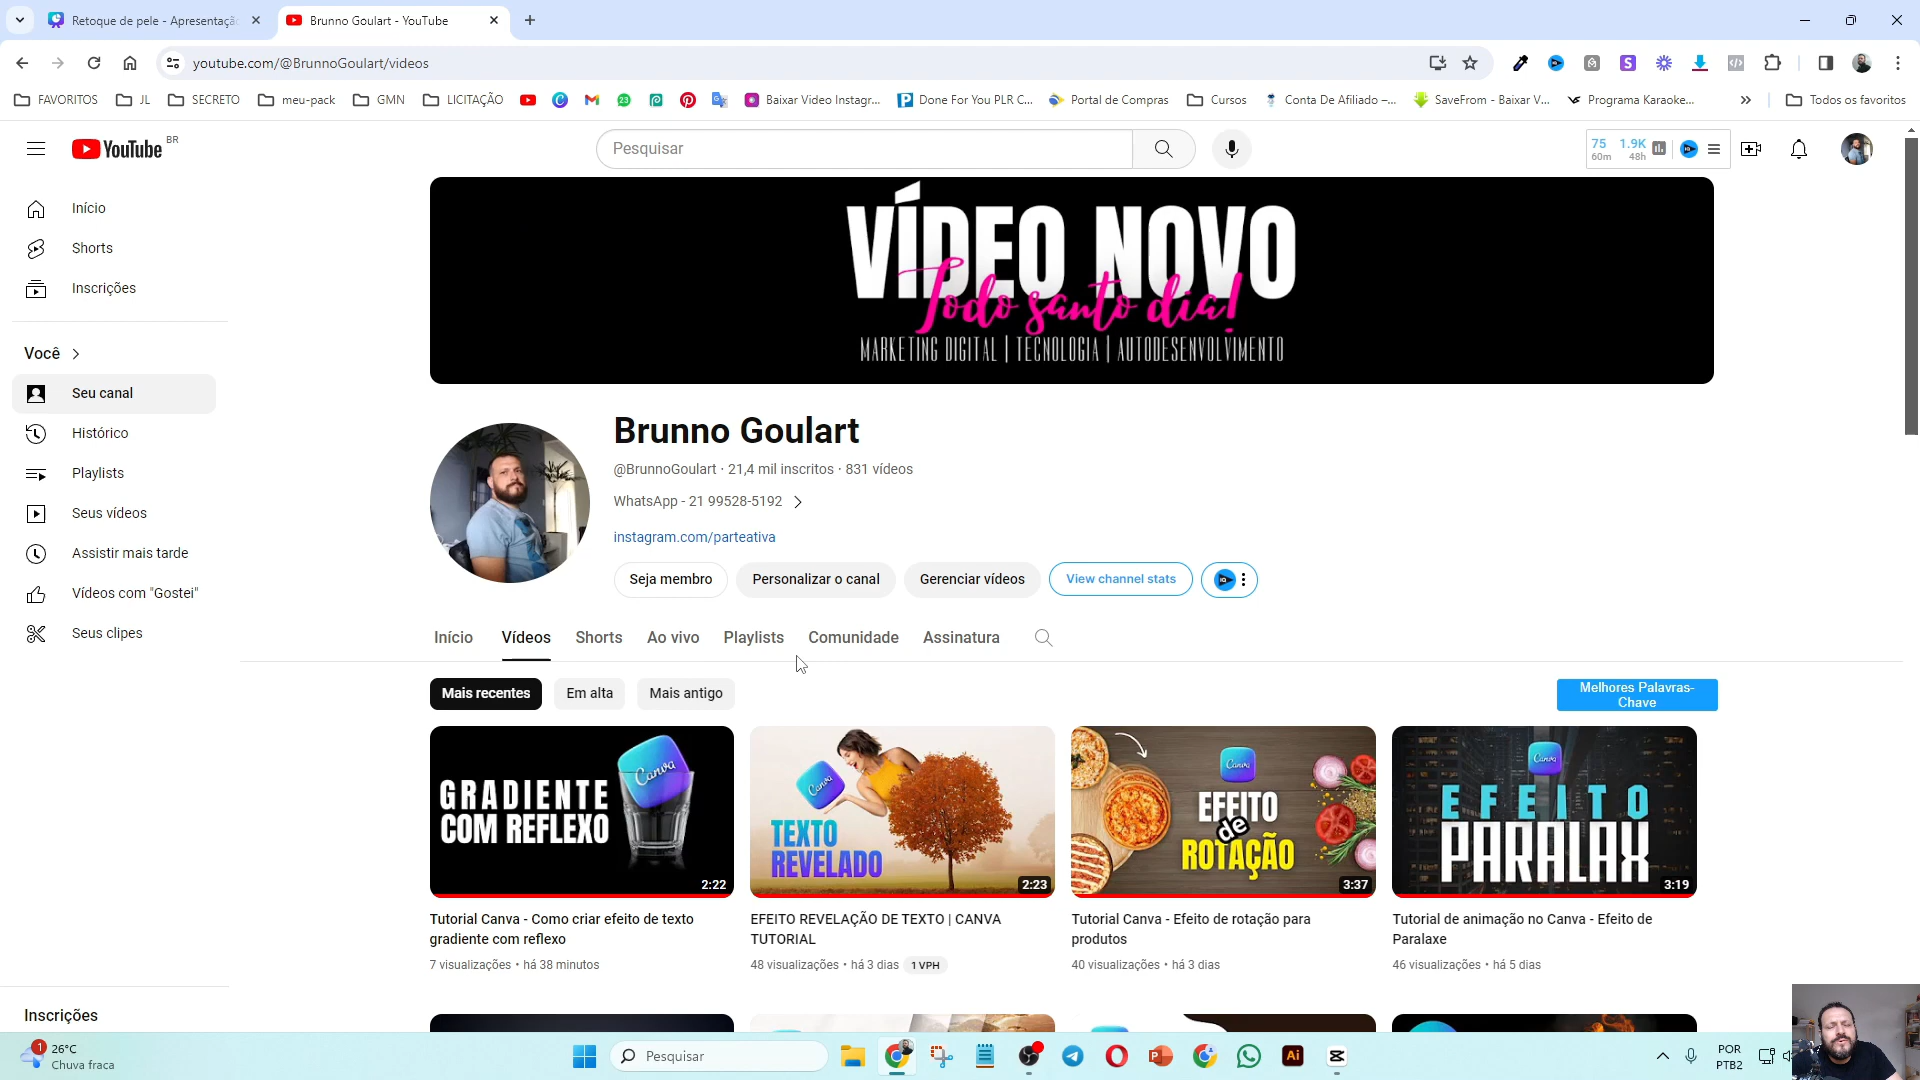 Retoque de pele - Apresentaçã
Brunno Goulart - YouTube
youtube.com/@BrunnoGoulart/videos
FAVORITOS
JL
SECRETO
meu-pack
GMN
LICITAÇÃO
Baixar Video Instagr...
Done For You PLR C...
Portal de Compras
Cursos
Conta De Afiliado –...
SaveFrom - Baixar V...
Programa Karaoke...
Todos os favoritos
YouTube BR
Pesquisar
75 1.9K
60m 48h
Início
Shorts
Inscrições
Você
Seu canal
Histórico
Playlists
Seus vídeos
Assistir mais tarde
Vídeos com "Gostei"
Seus clipes
Inscrições
VÍDEO NOVO
Todo santo dia!
MARKETING DIGITAL | TECNOLOGIA | AUTODESENVOLVIMENTO
Brunno Goulart
@BrunnoGoulart · 21,4 mil inscritos · 831 vídeos
WhatsApp - 21 99528-5192
instagram.com/parteativa
Seja membro
Personalizar o canal
Gerenciar vídeos
View channel stats
Início
Vídeos
Shorts
Ao vivo
Playlists
Comunidade
Assinatura
Mais recentes
Em alta
Mais antigo
Melhores Palavras-
Chave
GRADIENTE
COM REFLEXO
Canva
2:22
Canva
TEXTO
REVELADO
2:23
Canva
EFEITO
de
ROTAÇÃO
3:37
Canva
EFEITO
PARALAX
3:19
Tutorial Canva - Como criar efeito de texto
gradiente com reflexo
7 visualizações • há 38 minutos
EFEITO REVELAÇÃO DE TEXTO | CANVA
TUTORIAL
48 visualizações • há 3 dias 1 VPH
Tutorial Canva - Efeito de rotação para
produtos
40 visualizações • há 3 dias
Tutorial de animação no Canva - Efeito de
Paralaxe
46 visualizações • há 5 dias
1
26°C
Chuva fraca
Pesquisar
Ai
POR
PTB2